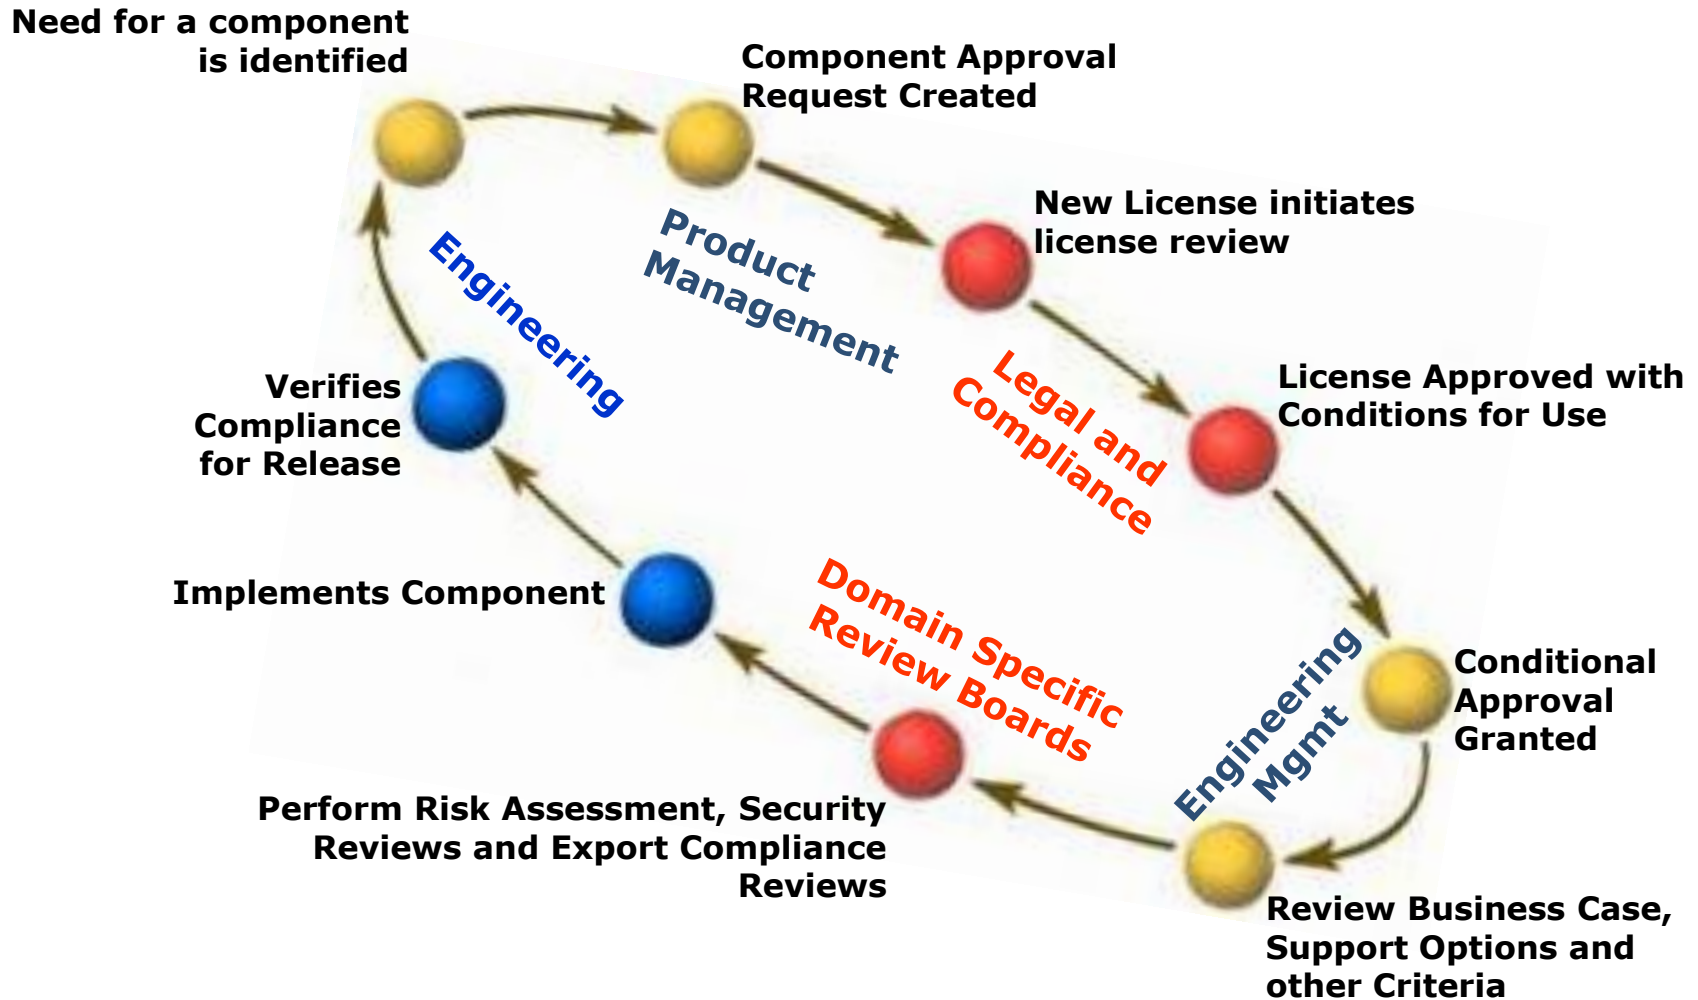 Need for a component
is identified
Component Approval
Request Created
New License initiates
license review
License Approved with
Conditions for Use
Conditional
Approval
Granted
Review Business Case,
Support Options and
other Criteria
Perform Risk Assessment, Security
Reviews and Export Compliance
Reviews
Implements Component
Verifies
Compliance
for Release
Engineering
Product
Management
Legal and
Compliance
Engineering
Mgmt
Domain Specific
Review Boards